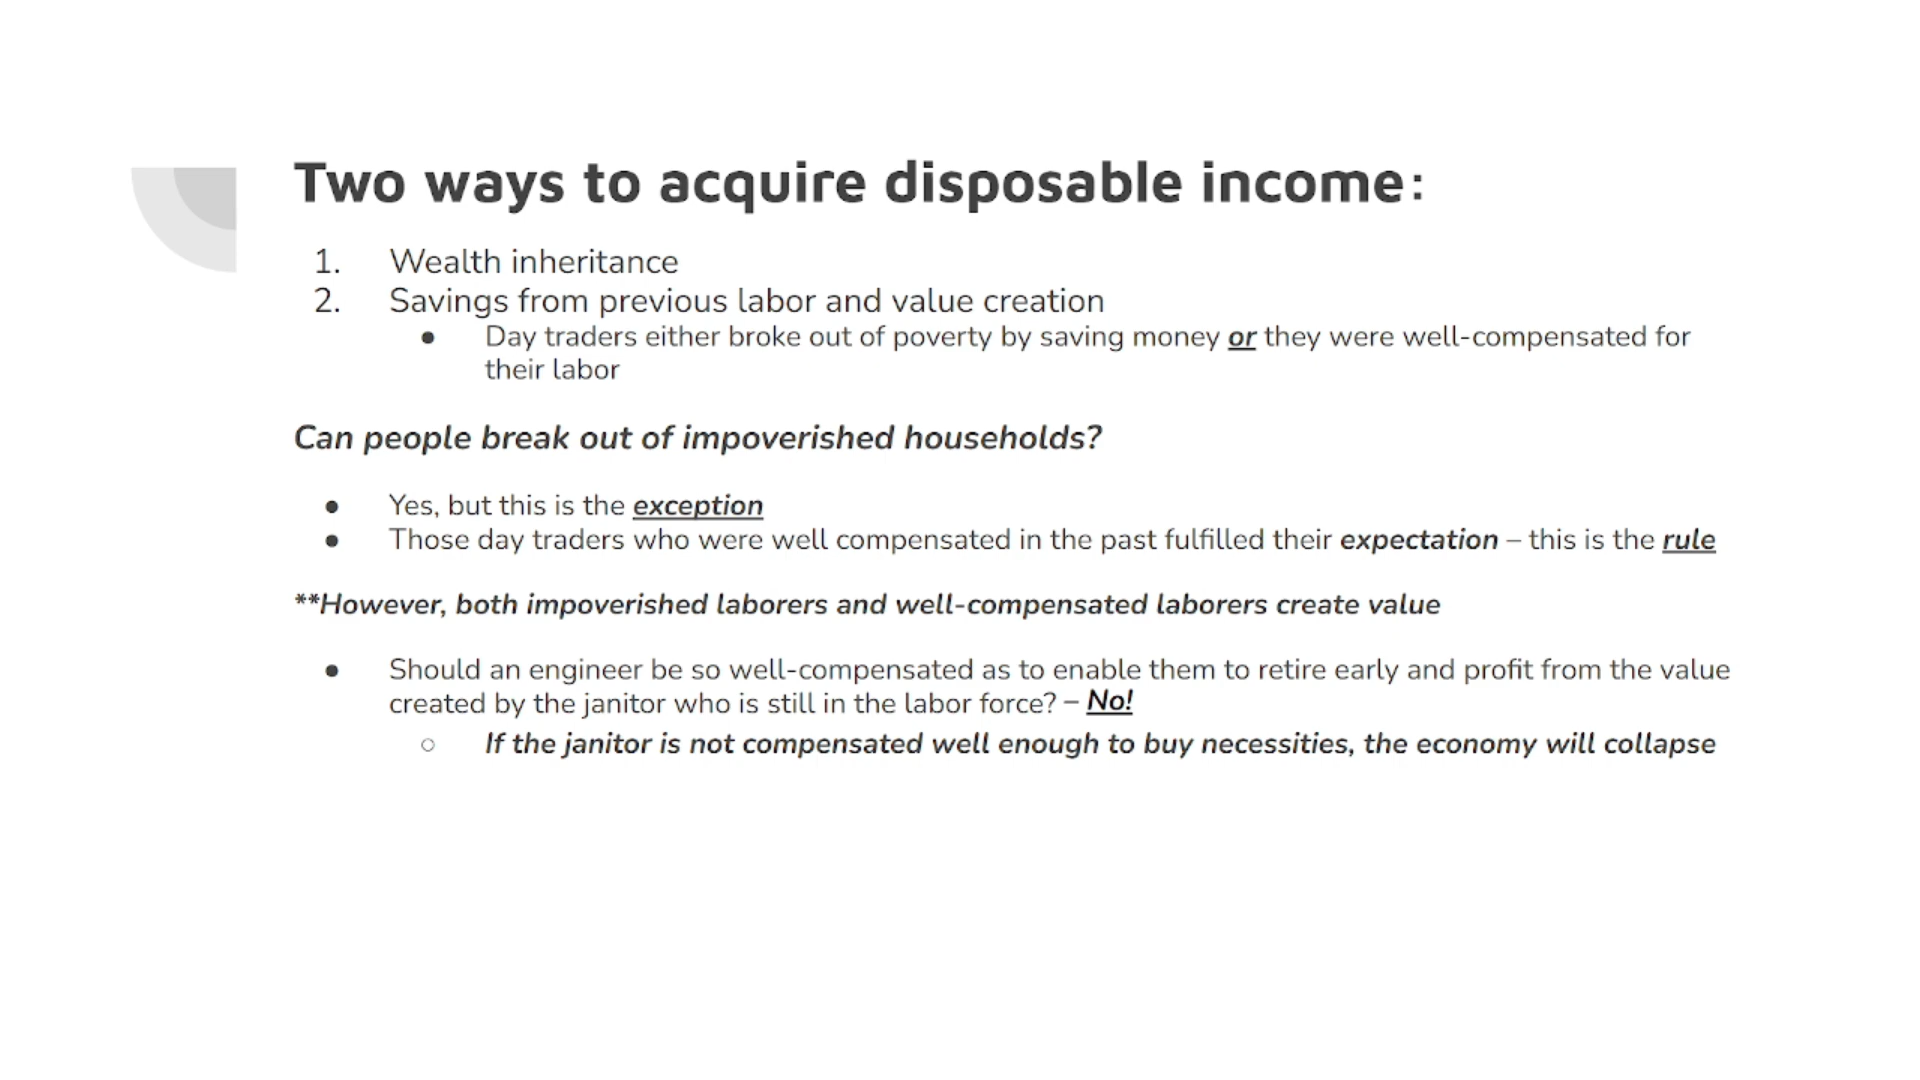 Two ways to acquire disposable income:
1. Wealth inheritance
2. Savings from previous labor and value creation
● Day traders either broke out of poverty by saving money or they were well-compensated for
their labor
Can people break out of impoverished households?
● Yes, but this is the exception
● Those day traders who were well compensated in the past fulfilled their expectation – this is the rule
**However, both impoverished laborers and well-compensated laborers create value
● Should an engineer be so well-compensated as to enable them to retire early and profit from the value
created by the janitor who is still in the labor force? – No!
○ If the janitor is not compensated well enough to buy necessities, the economy will collapse